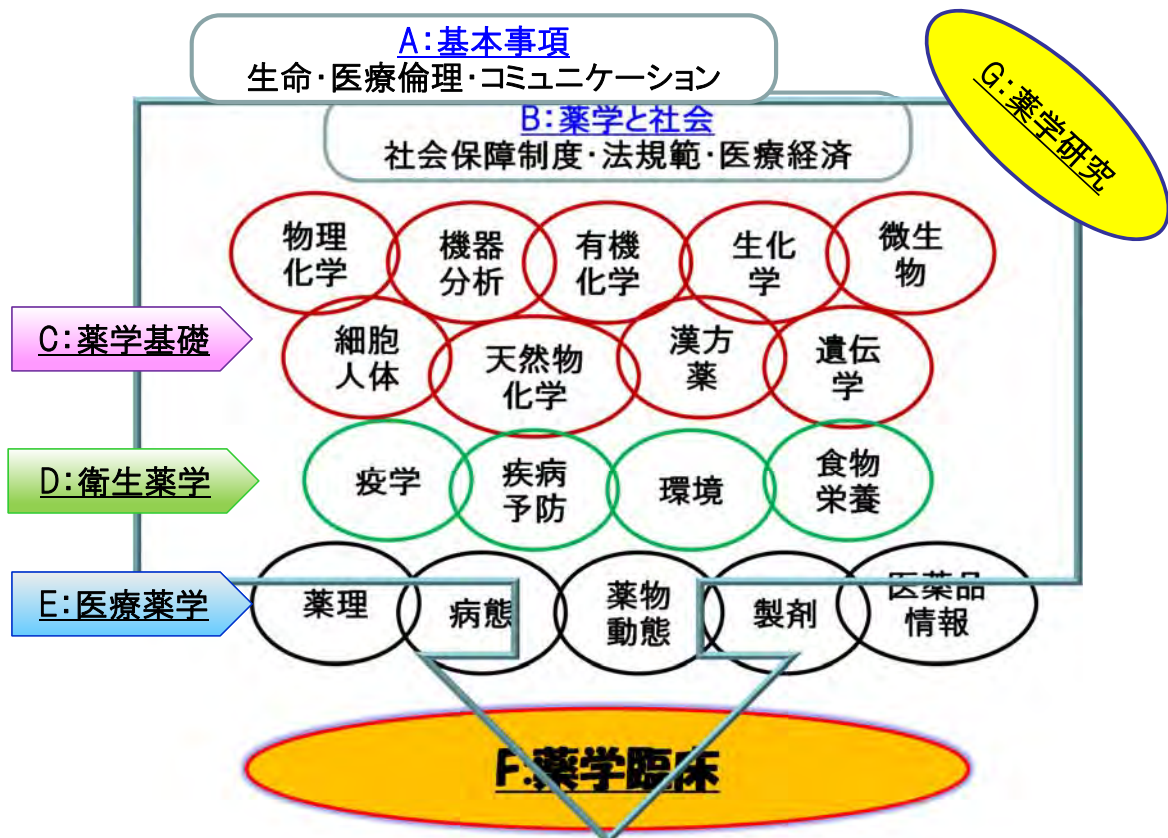 A:基本事項
生命・医療倫理・コミュニケーション
G:薬学研究
B:薬学と社会
社会保障制度・法規範・医療経済
物理
化学
機器
分析
有機
化学
生化
学
微生
物
C:薬学基礎
細胞
人体
天然物
化学
漢方
薬
遺伝
学
D:衛生薬学
疫学
疾病
予防
環境
食物
栄養
E:医療薬学
薬理
病態
薬物
動態
製剤
医薬品
情報
F:薬学臨床